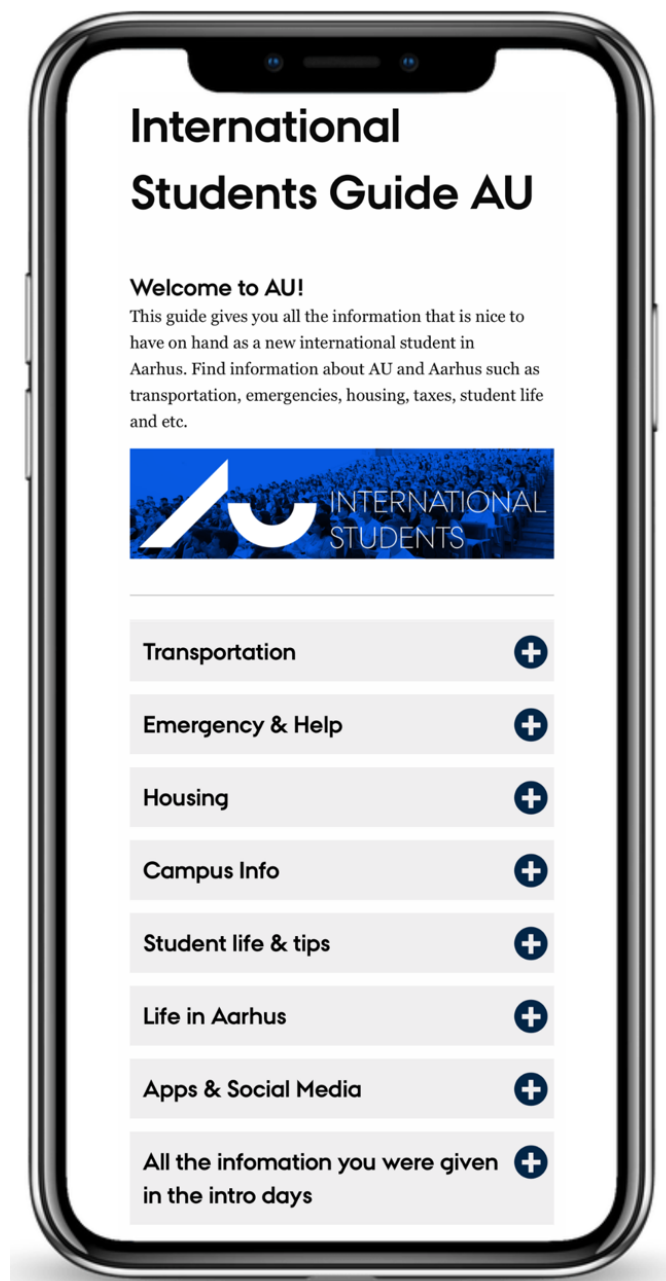 International
Students Guide AU
Welcome to AU!
This guide gives you all the information that is nice to
have on hand as a new international student in
Aarhus. Find information about AU and Aarhus such as
transportation, emergencies, housing, taxes, student life
and etc.
AU INTERNATIONAL
STUDENTS
Transportation
Emergency & Help
Housing
Campus Info
Student life & tips
Life in Aarhus
Apps & Social Media
All the infomation you were given
in the intro days